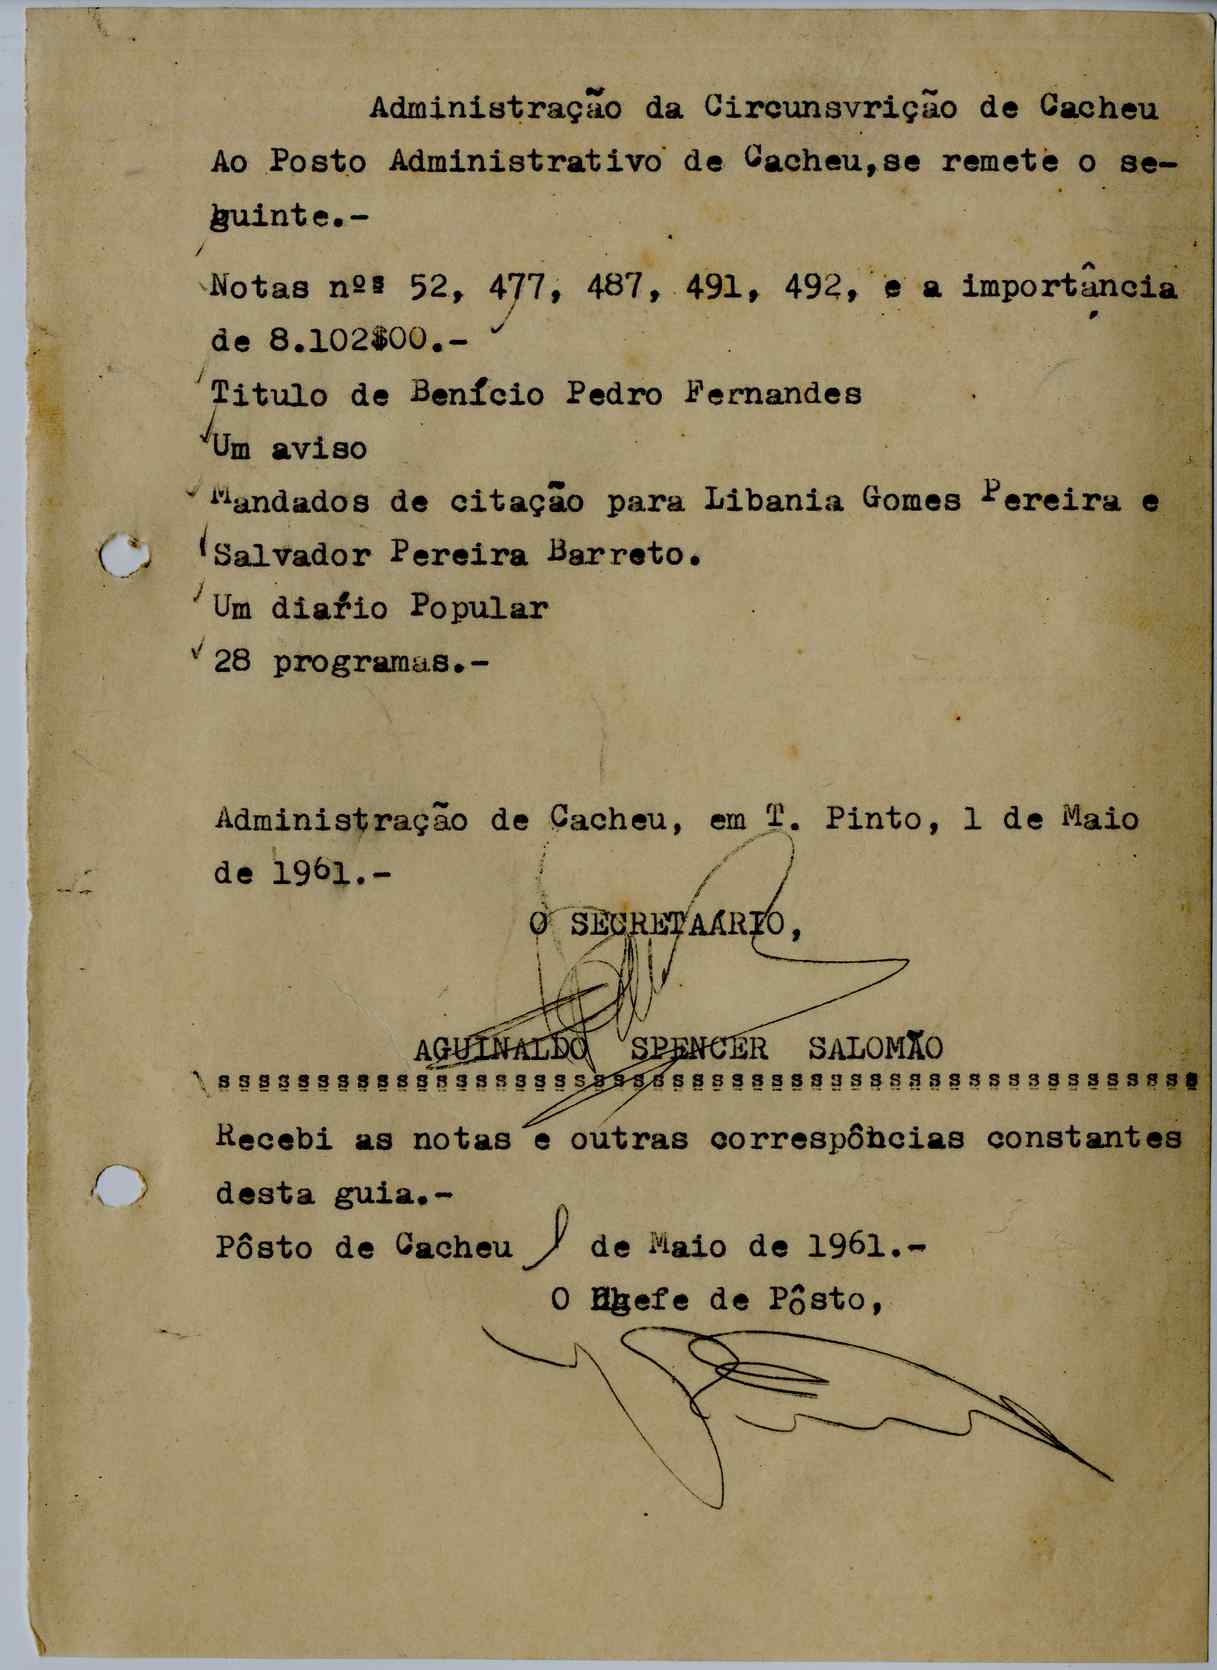 Administração da Circunsvrição de Cacheu
Ao Posto Administrativo de Cacheu,se remete o se-
guinte.-
Notas nºs 52, 477, 487, 491, 492, e a importância
de 8.102$00.-
Titulo de Benício Pedro Fernandes
Um aviso
Mandados de citação para Libania Gomes Pereira e
Salvador Pereira Barreto.
Um diário Popular
28 programas.-
Administração de Cacheu, em T. Pinto, 1 de Maio
de 1961.-
O SECRETAÁRIO,
AGUINALDO SPENCER SALOMÃO
ssssssssssssssssssssssssssssssssssssssssssssssssss
Recebi as notas e outras correspôncias constantes
desta guia.-
Pôsto de Cacheu 1 de Maio de 1961.-
O Chefe de Pôsto,